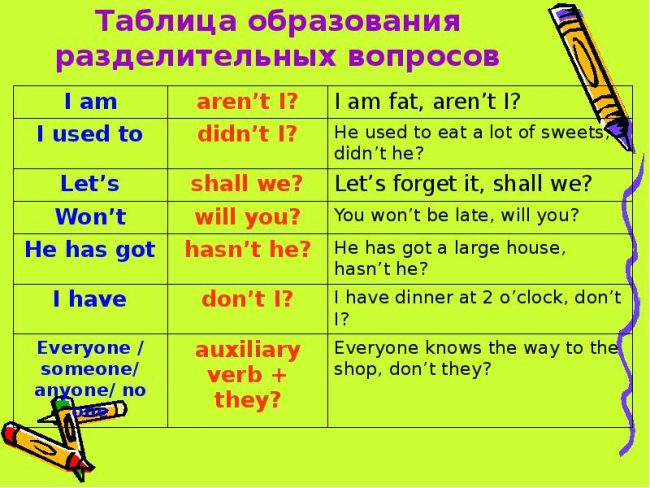 Таблица образования
разделительных вопросов
I am
aren’t I?
I am fat, aren’t I?
I used to
didn’t I?
He used to eat a lot of sweets,
didn’t he?
Let’s
shall we?
Let’s forget it, shall we?
Won’t
will you?
You won’t be late, will you?
He has got
hasn’t he?
He has got a large house,
hasn’t he?
I have
don’t I?
I have dinner at 2 o’clock, don’t
I?
Everyone /
someone/
anyone/ no
one
auxiliary
verb +
they?
Everyone knows the way to the
shop, don’t they?